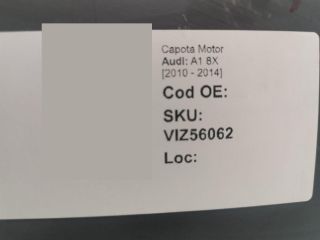 Capota Motor
Audi: A1 8X
[2010 - 2014]
Cod OE:
SKU:
VIZ56062
Loc: